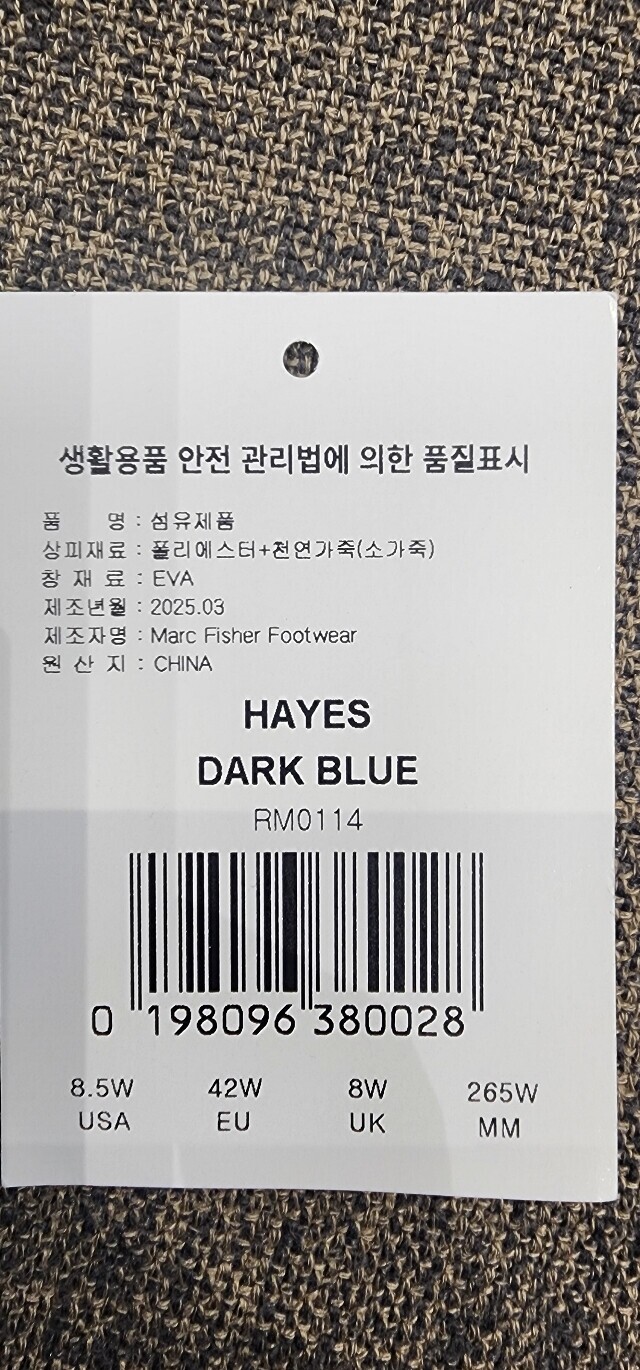 생활용품 안전 관리법에 의한 품질표시
품 명 : 섬유제품
상피재료 : 폴리에스터+천연가죽(소가죽)
창 재 료 : EVA
제조년월 : 2025.03
제조자명 : Marc Fisher Footwear
원 산 지 : CHINA
HAYES
DARK BLUE
RM0114
0 198096 380028
8.5W 42W 8W 265W
USA EU UK MM